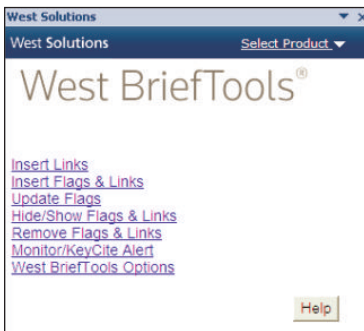 West Solutions
West Solutions Select Product
West BriefTools®
Insert Links
Insert Flags & Links
Update Flags
Hide/Show Flags & Links
Remove Flags & Links
Monitor/KeyCite Alert
West BriefTools Options
Help